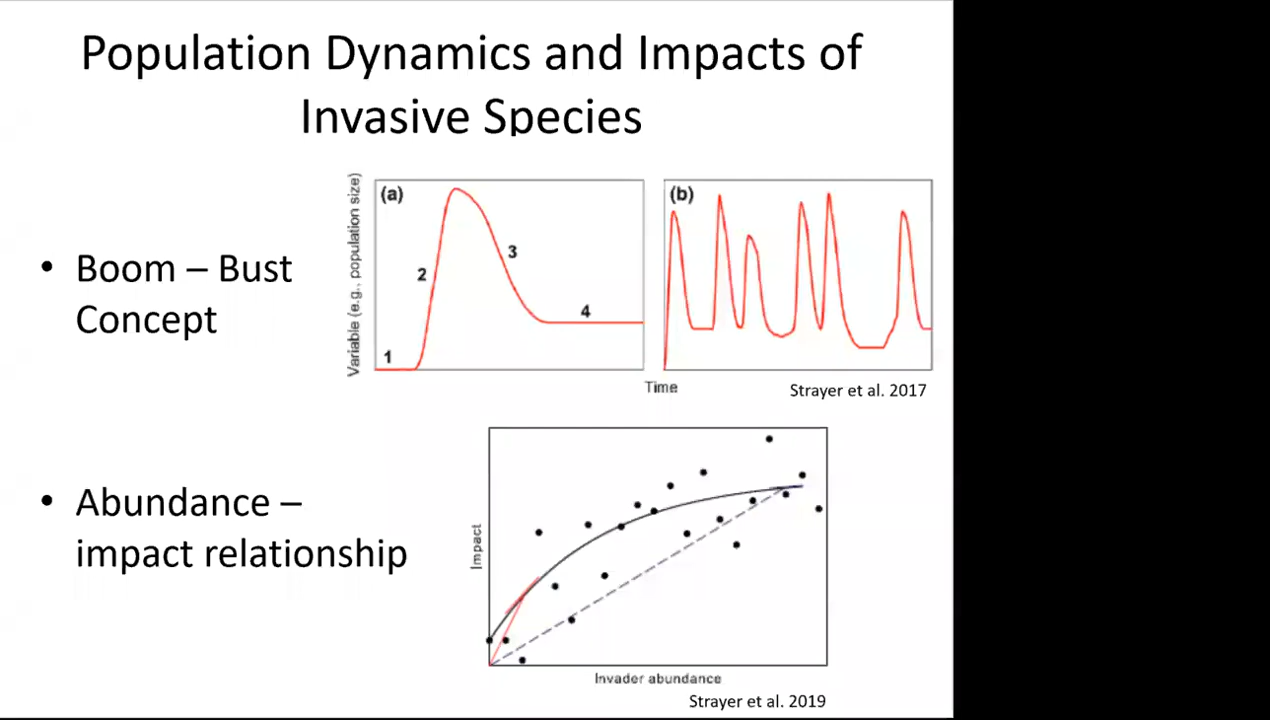 Population Dynamics and Impacts of
Invasive Species
• Boom – Bust
Concept
Variable (e.g., population size)
(a)
1
2
3
4
(b)
Time
Strayer et al. 2017
• Abundance –
impact relationship
Impact
Invader abundance
Strayer et al. 2019